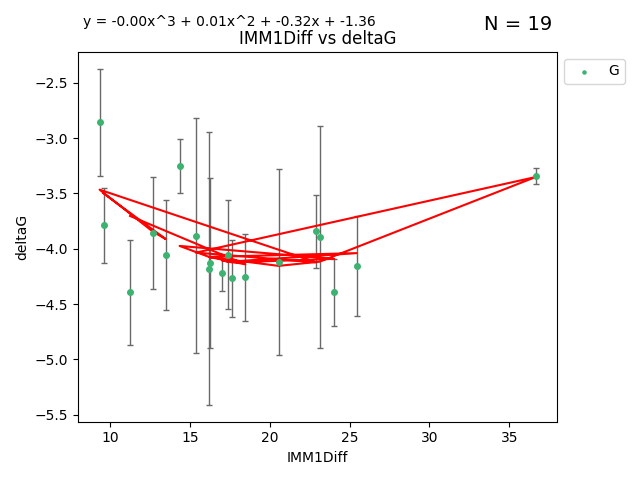 y = -0.00x^3 + 0.01x^2 + -0.32x + -1.36
N = 19
IMM1Diff vs deltaG
G
deltaG
−2.5
−3.0
−3.5
−4.0
−4.5
−5.0
−5.5
10 15 20 25 30 35
IMM1Diff